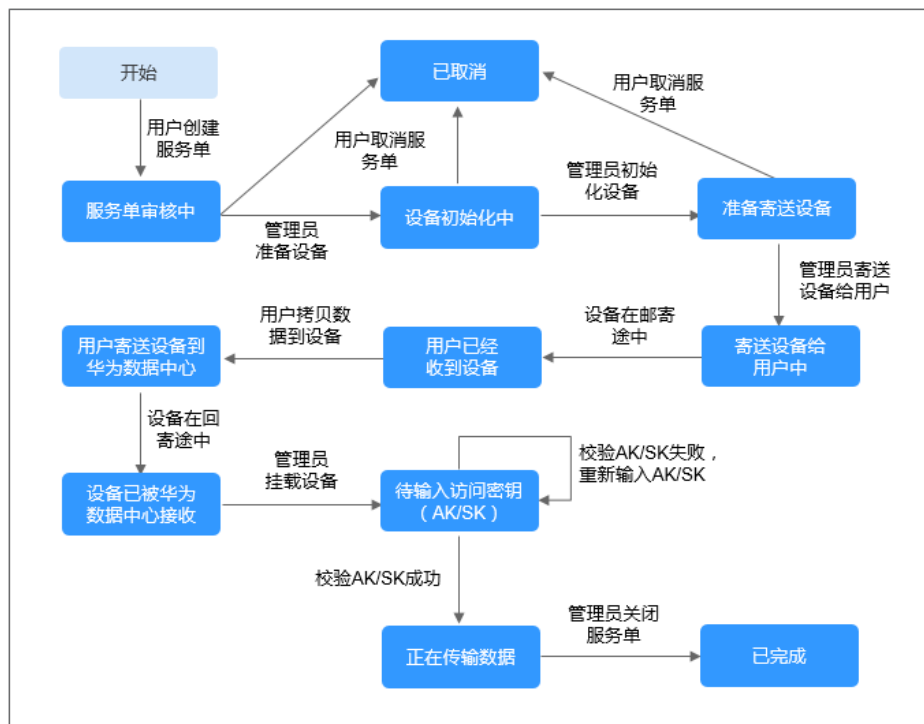 开始
已取消
用户取消服
务单
用户创建
服务单
用户取消服
务单
管理员初始
化设备
服务单审核中
设备初始化中
准备寄送设备
管理员
准备设备
管理员寄送
设备给用户
用户拷贝数
据到设备
设备在邮寄
途中
用户寄送设备到
华为数据中心
用户已经
收到设备
寄送设备给
用户中
设备在回
寄途中
管理员
挂载设备
校验AK/SK失败，
重新输入AK/SK
设备已被华为
数据中心接收
待输入访问密钥
（AK/SK）
校验AK/SK成功
管理员关闭
服务单
正在传输数据
已完成